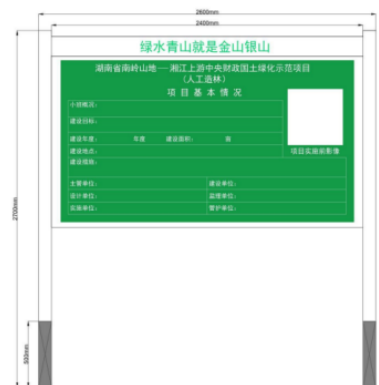 2600mm
2400mm
绿水青山就是金山银山
湖南省南岭山地——湘江上游中央财政国土绿化示范项目
（人工造林）
项目基本情况
小班概况：
建设目标：
建设年度： 年度 建设面积： 亩
建设地点：
项目实施前影像
建设措施：
主管单位： 建设单位：
设计单位： 监理单位：
实施单位： 管护单位：
2700mm
500mm